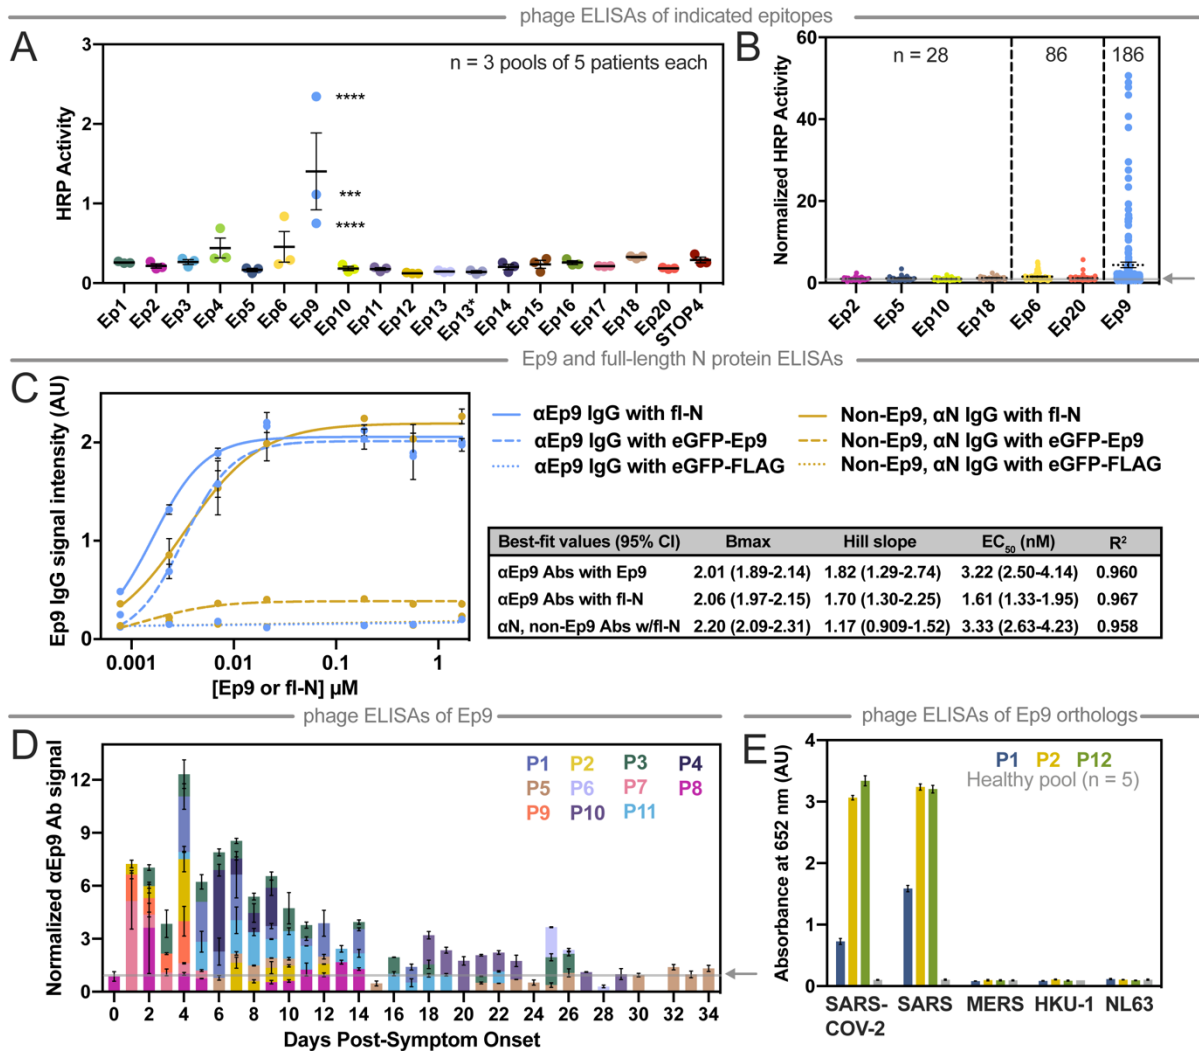 phage ELISAs of indicated epitopes
A
n = 3 pools of 5 patients each
HRP Activity
3
2
1
0
****
***
****
Ep1 Ep2 Ep3 Ep4 Ep5 Ep6 Ep9 Ep10 Ep11 Ep12 Ep13 Ep13* Ep14 Ep15 Ep16 Ep17 Ep18 Ep20 STOP4
B
n = 28 86 186
Normalized HRP Activity
60
40
20
0
Ep2 Ep5 Ep10 Ep18 Ep6 Ep20 Ep9
Ep9 and full-length N protein ELISAs
C
Ep9 IgG signal intensity (AU)
2
1
0
0.001 0.01 0.1 1
[Ep9 or fl-N] μM
αEp9 IgG with fl-N
αEp9 IgG with eGFP-Ep9
αEp9 IgG with eGFP-FLAG
Non-Ep9, αN IgG with fl-N
Non-Ep9, αN IgG with eGFP-Ep9
Non-Ep9, αN IgG with eGFP-FLAG
Best-fit values (95% CI) Bmax Hill slope EC50 (nM) R2
αEp9 Abs with Ep9 2.01 (1.89-2.14) 1.82 (1.29-2.74) 3.22 (2.50-4.14) 0.960
αEp9 Abs with fl-N 2.06 (1.97-2.15) 1.70 (1.30-2.25) 1.61 (1.33-1.95) 0.967
αN, non-Ep9 Abs w/fl-N 2.20 (2.09-2.31) 1.17 (0.909-1.52) 3.33 (2.63-4.23) 0.958
phage ELISAs of Ep9
D
Normalized αEp9 Ab signal
12
9
6
3
0
P1 P2 P3 P4
P5 P6 P7 P8
P9 P10 P11
0 2 4 6 8 10 12 14 16 18 20 22 24 26 28 30 32 34
Days Post-Symptom Onset
phage ELISAs of Ep9 orthologs
E
P1 P2 P12
Healthy pool (n = 5)
Absorbance at 652 nm (AU)
4
3
2
1
0
SARS- SARS MERS HKU-1 NL63
COV-2